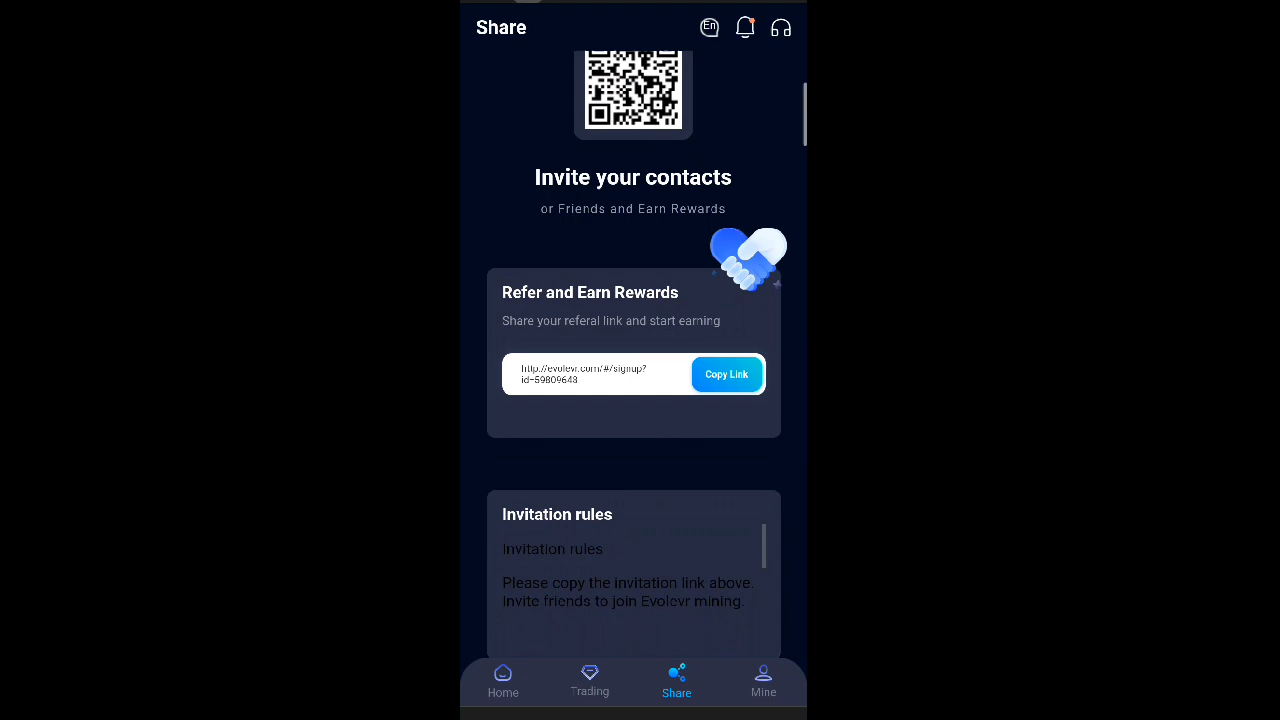 Share
En
Invite your contacts
or Friends and Earn Rewards
Refer and Earn Rewards
Share your referal link and start earning
http://evolevr.com/#/signup?
id=59809648
Copy Link
Invitation rules
Invitation rules
Please copy the invitation link above.
Invite friends to join Evolevr mining.
Home
Trading
Share
Mine